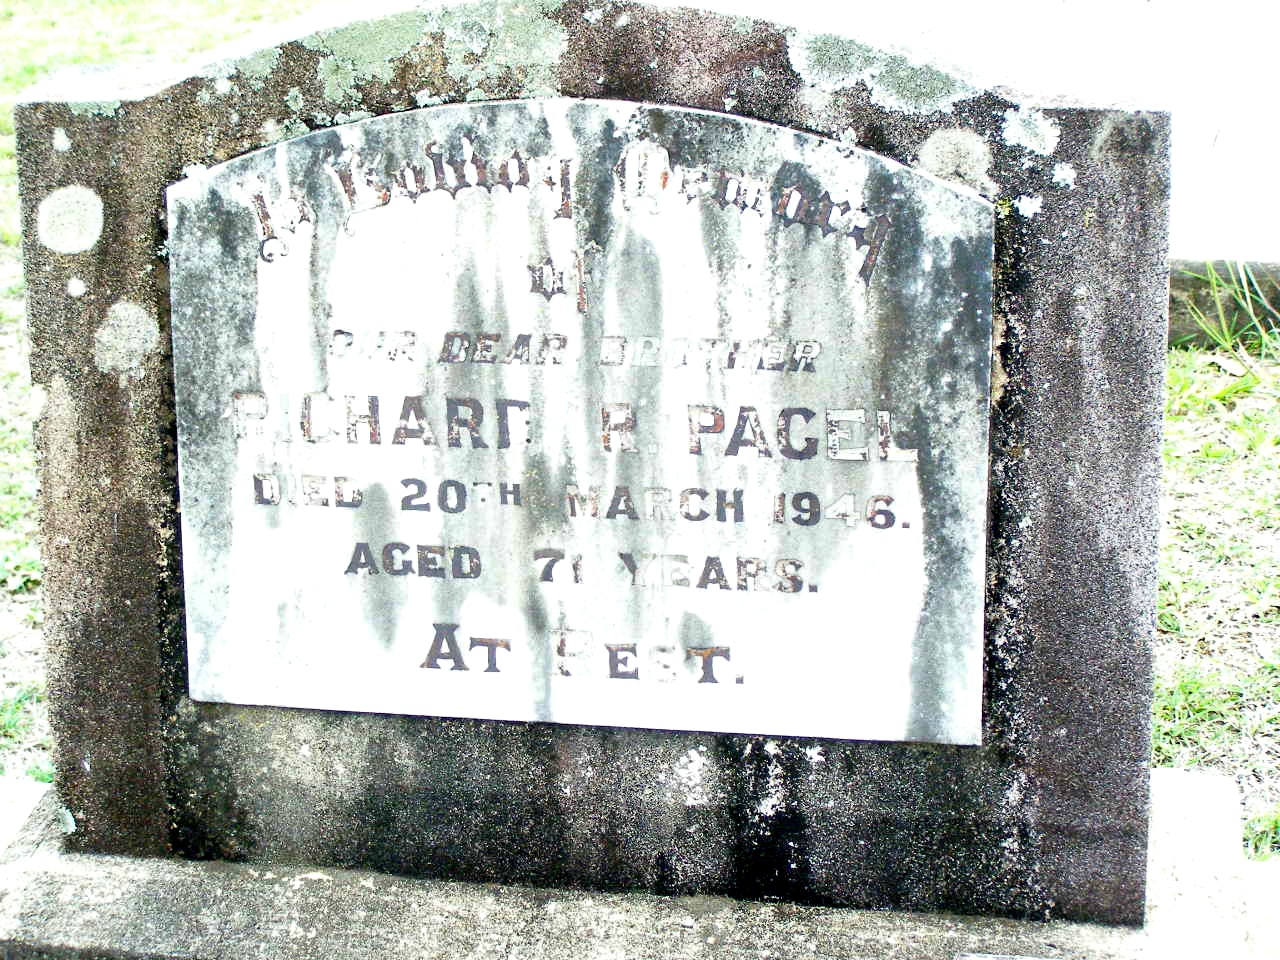 In Loving Memory
of
OUR DEAR BROTHER
RICHARD R. PAGEL
DIED 20TH MARCH 1946.
AGED 71 YEARS.
AT REST.